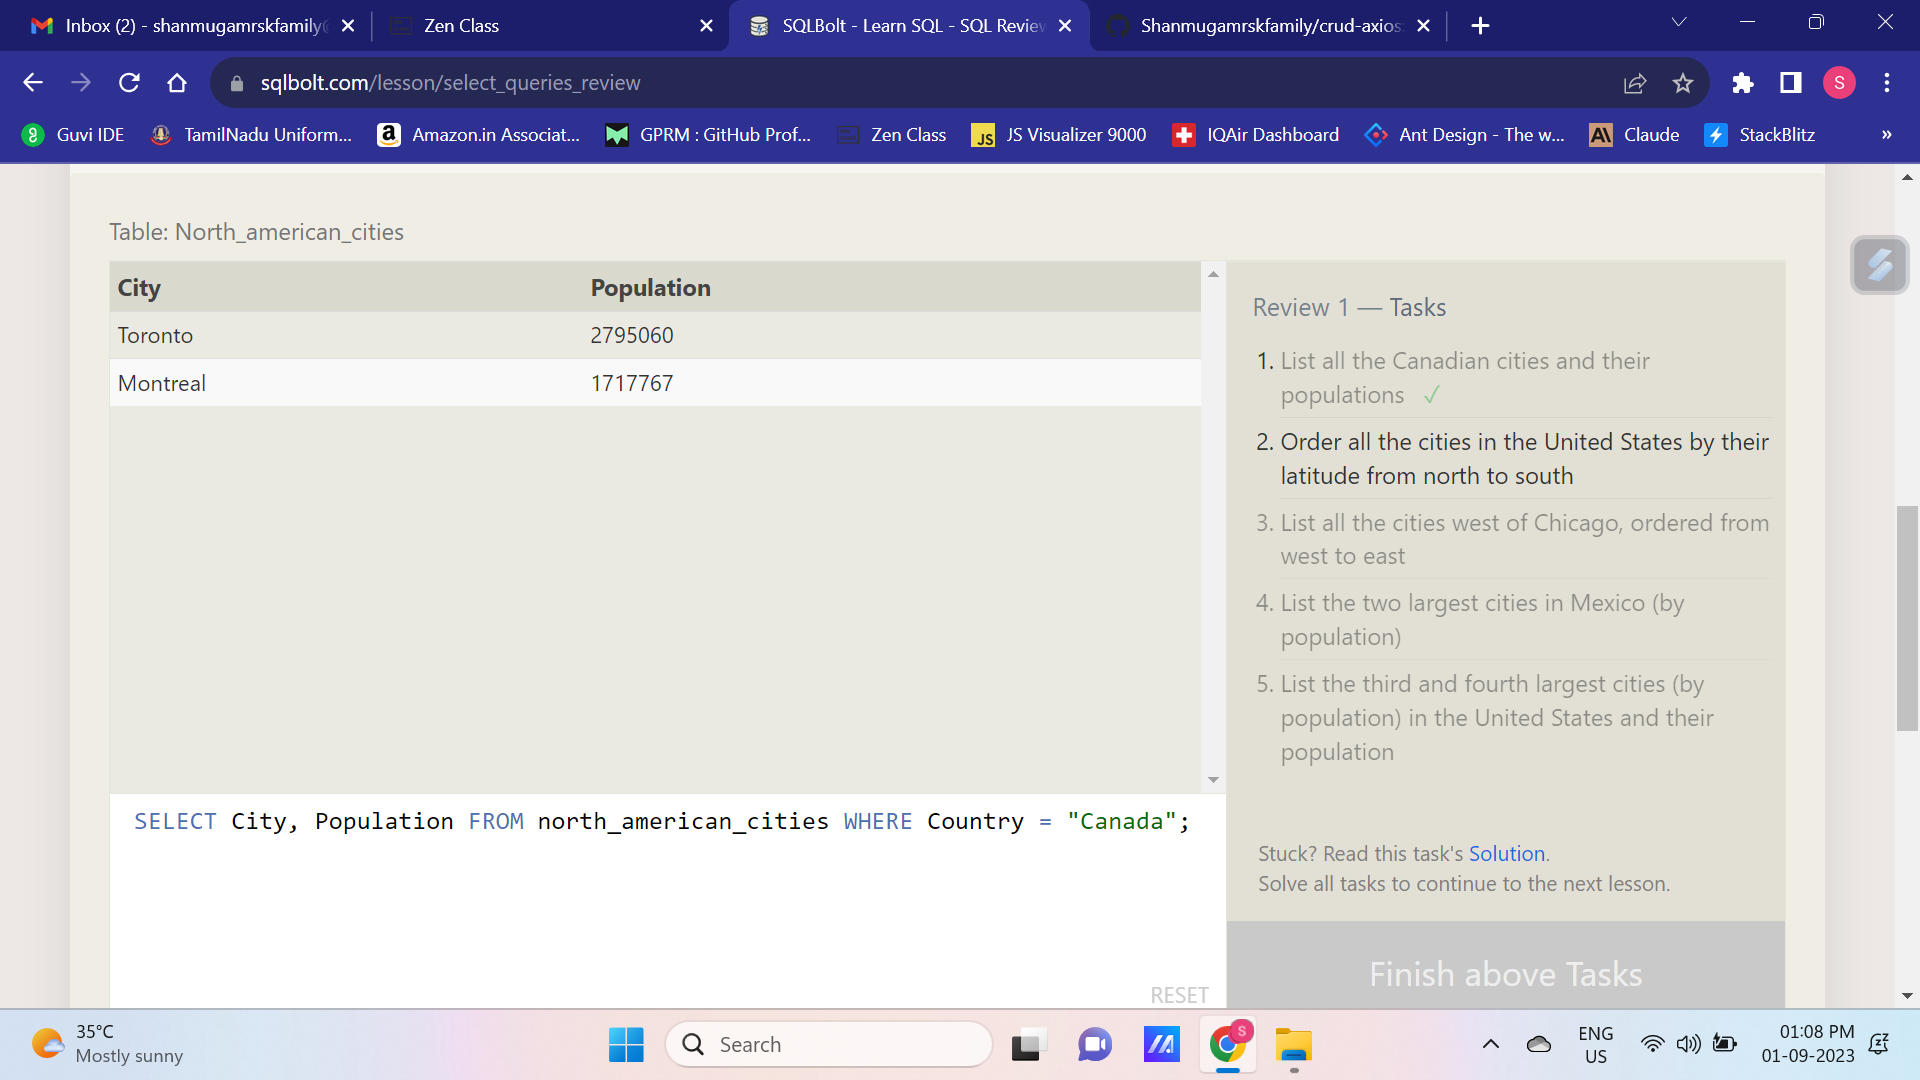 Inbox (2) - shanmugamrskfamily
Zen Class
SQLBolt - Learn SQL - SQL Review
Shanmugamrskfamily/crud-axios
sqlbolt.com/lesson/select_queries_review
S
Guvi IDE
TamilNadu Uniform...
Amazon.in Associat...
GPRM : GitHub Prof...
Zen Class
JS Visualizer 9000
IQAir Dashboard
Ant Design - The w...
Claude
StackBlitz
»
Table: North_american_cities
City Population
Toronto 2795060
Montreal 1717767
Review 1 — Tasks
1. List all the Canadian cities and their
populations ✓
2. Order all the cities in the United States by their
latitude from north to south
3. List all the cities west of Chicago, ordered from
west to east
4. List the two largest cities in Mexico (by
population)
5. List the third and fourth largest cities (by
population) in the United States and their
population
SELECT City, Population FROM north_american_cities WHERE Country = "Canada";
RESET
Stuck? Read this task's Solution.
Solve all tasks to continue to the next lesson.
Finish above Tasks
35°C
Mostly sunny
Search
S
ENG
US
01:08 PM
01-09-2023